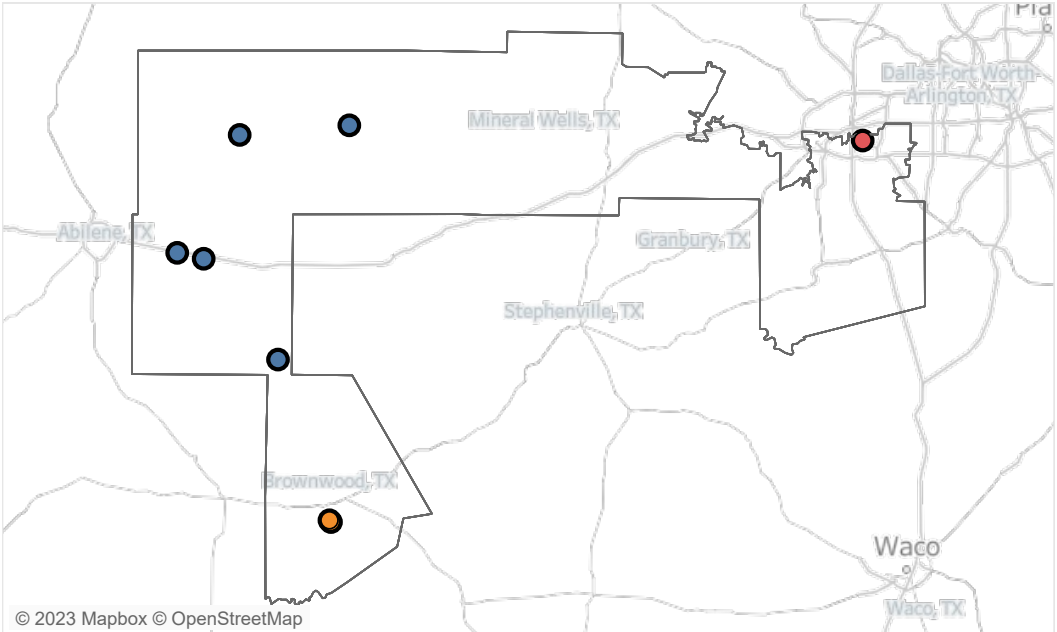 Pla
Dallas-Fort Worth-
Arlington, TX
Mineral Wells, TX
Abilene, TX
Granbury, TX
Stephenville, TX
Brownwood, TX
Waco
Waco, TX
© 2023 Mapbox © OpenStreetMap